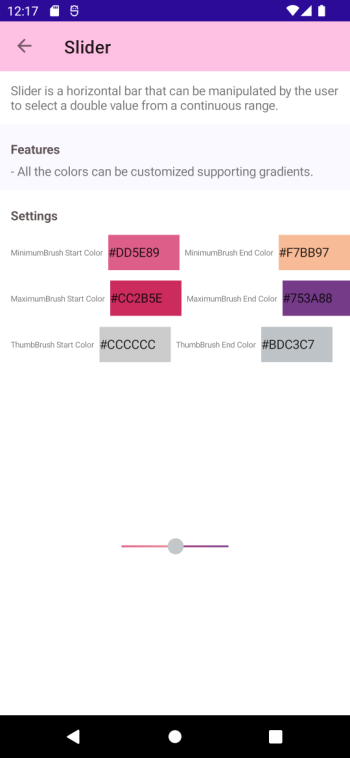 12:17
Slider
Slider is a horizontal bar that can be manipulated by the user
to select a double value from a continuous range.
Features
- All the colors can be customized supporting gradients.
Settings
MinimumBrush Start Color #DD5E89 MinimumBrush End Color #F7BB97
MaximumBrush Start Color #CC2B5E MaximumBrush End Color #753A88
ThumbBrush Start Color #CCCCCC ThumbBrush End Color #BDC3C7